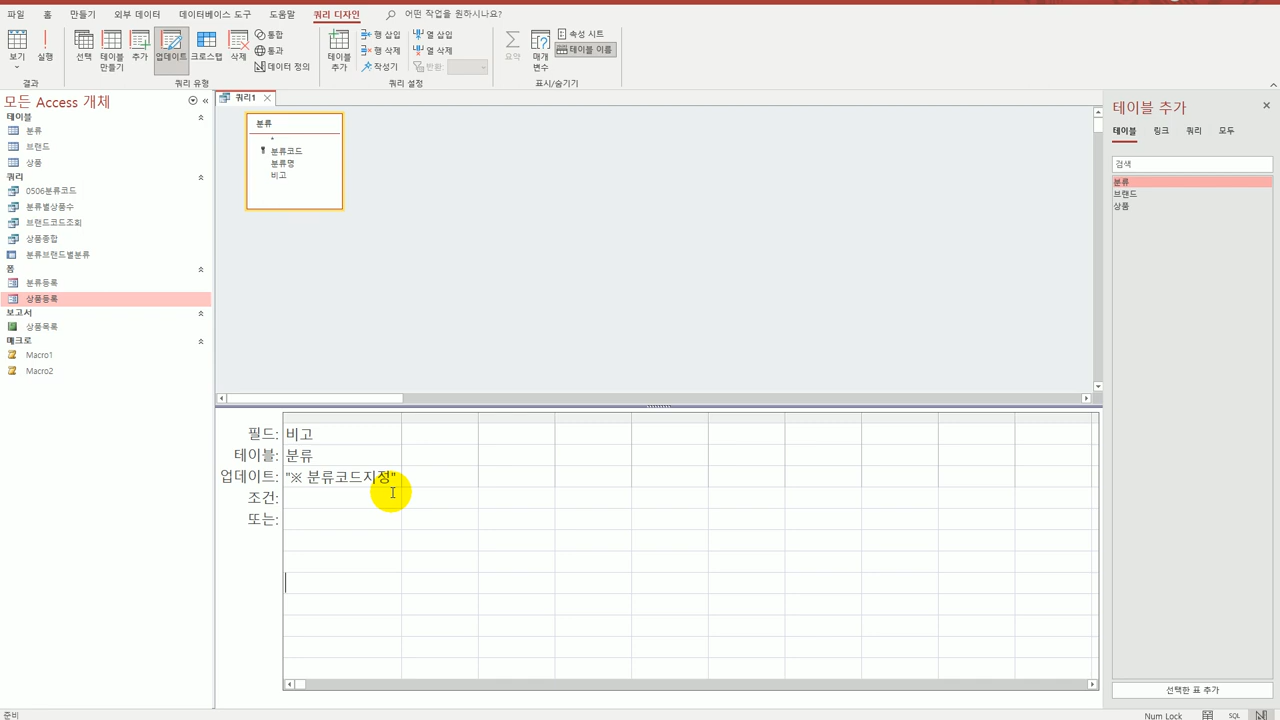 파일 홈 만들기 외부 데이터 데이터베이스 도구 도움말 쿼리 디자인 어떤 작업을 원하시나요?
보기 실행 선택 테이블 만들기 추가 업데이트 크로스탭 삭제 통합 통과 데이터 정의 테이블 추가 행 삽입 행 삭제 작성기 열 삽입 열 삭제 반환: 요약 매개 변수 속성 시트 테이블 이름
결과 쿼리 유형 쿼리 설정 표시/숨기기
모든 Access 개체
테이블
분류
브랜드
상품
쿼리
0506분류코드
분류별상품수
브랜드코드조회
상품종합
분류브랜드별분류
폼
분류등록
상품등록
보고서
상품목록
매크로
Macro1
Macro2
쿼리1
분류
*
분류코드
분류명
비고
필드: 비고
테이블: 분류
업데이트: "※ 분류코드지정"
조건:
또는:
테이블 추가
테이블 링크 쿼리 모두
검색
분류
브랜드
상품
선택한 표 추가
준비 Num Lock SQL